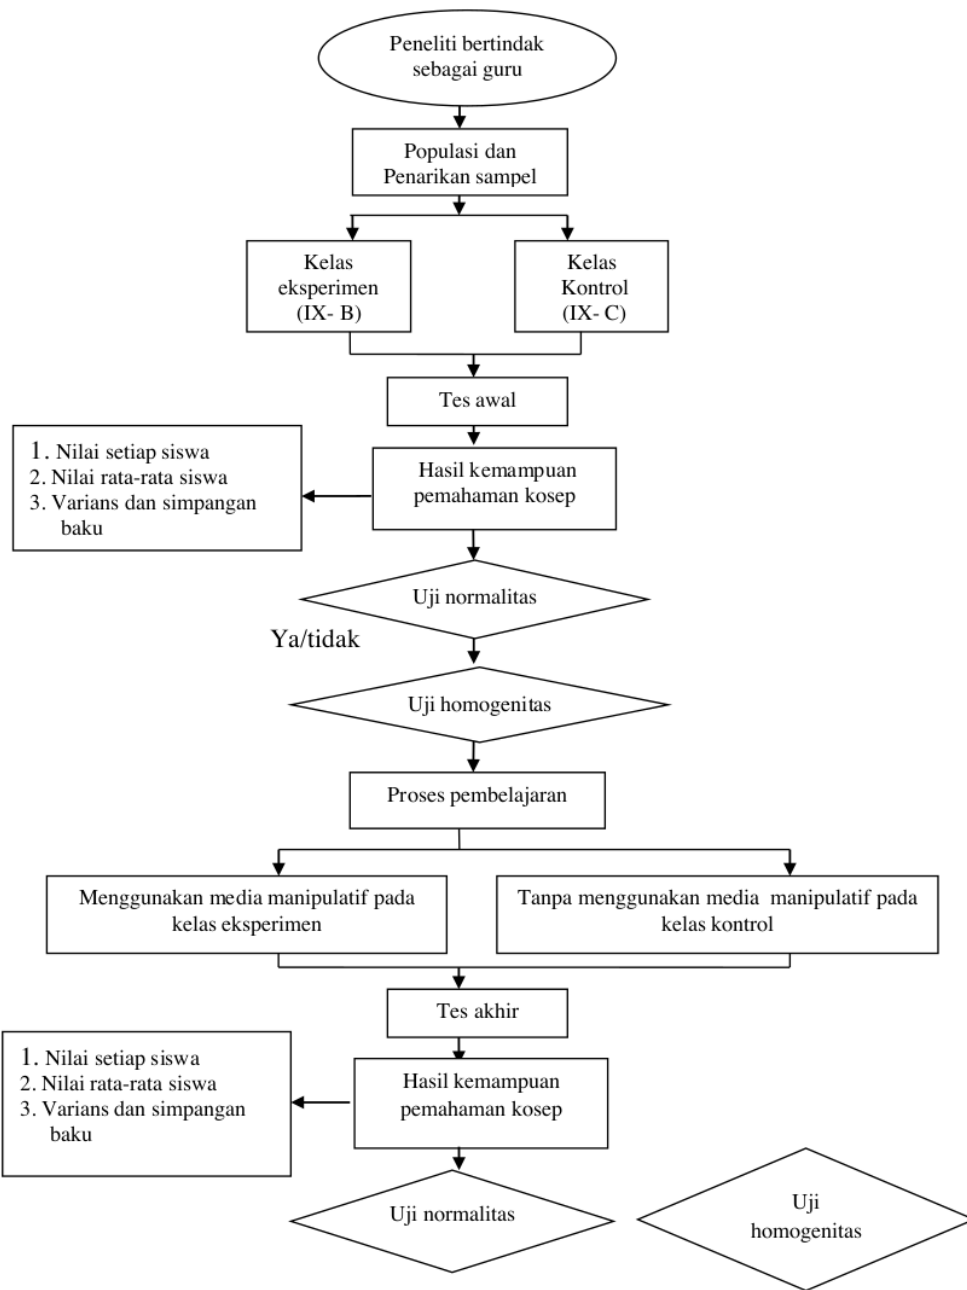 Peneliti bertindak
sebagai guru
Populasi dan
Penarikan sampel
Kelas
eksperimen
(IX- B)
Kelas
Kontrol
(IX- C)
Tes awal
1. Nilai setiap siswa
2. Nilai rata-rata siswa
3. Varians dan simpangan
baku
Hasil kemampuan
pemahaman kosep
Uji normalitas
Ya/tidak
Uji homogenitas
Proses pembelajaran
Menggunakan media manipulatif pada
kelas eksperimen
Tanpa menggunakan media manipulatif pada
kelas kontrol
Tes akhir
1. Nilai setiap siswa
2. Nilai rata-rata siswa
3. Varians dan simpangan
baku
Hasil kemampuan
pemahaman kosep
Uji normalitas
Uji
homogenitas